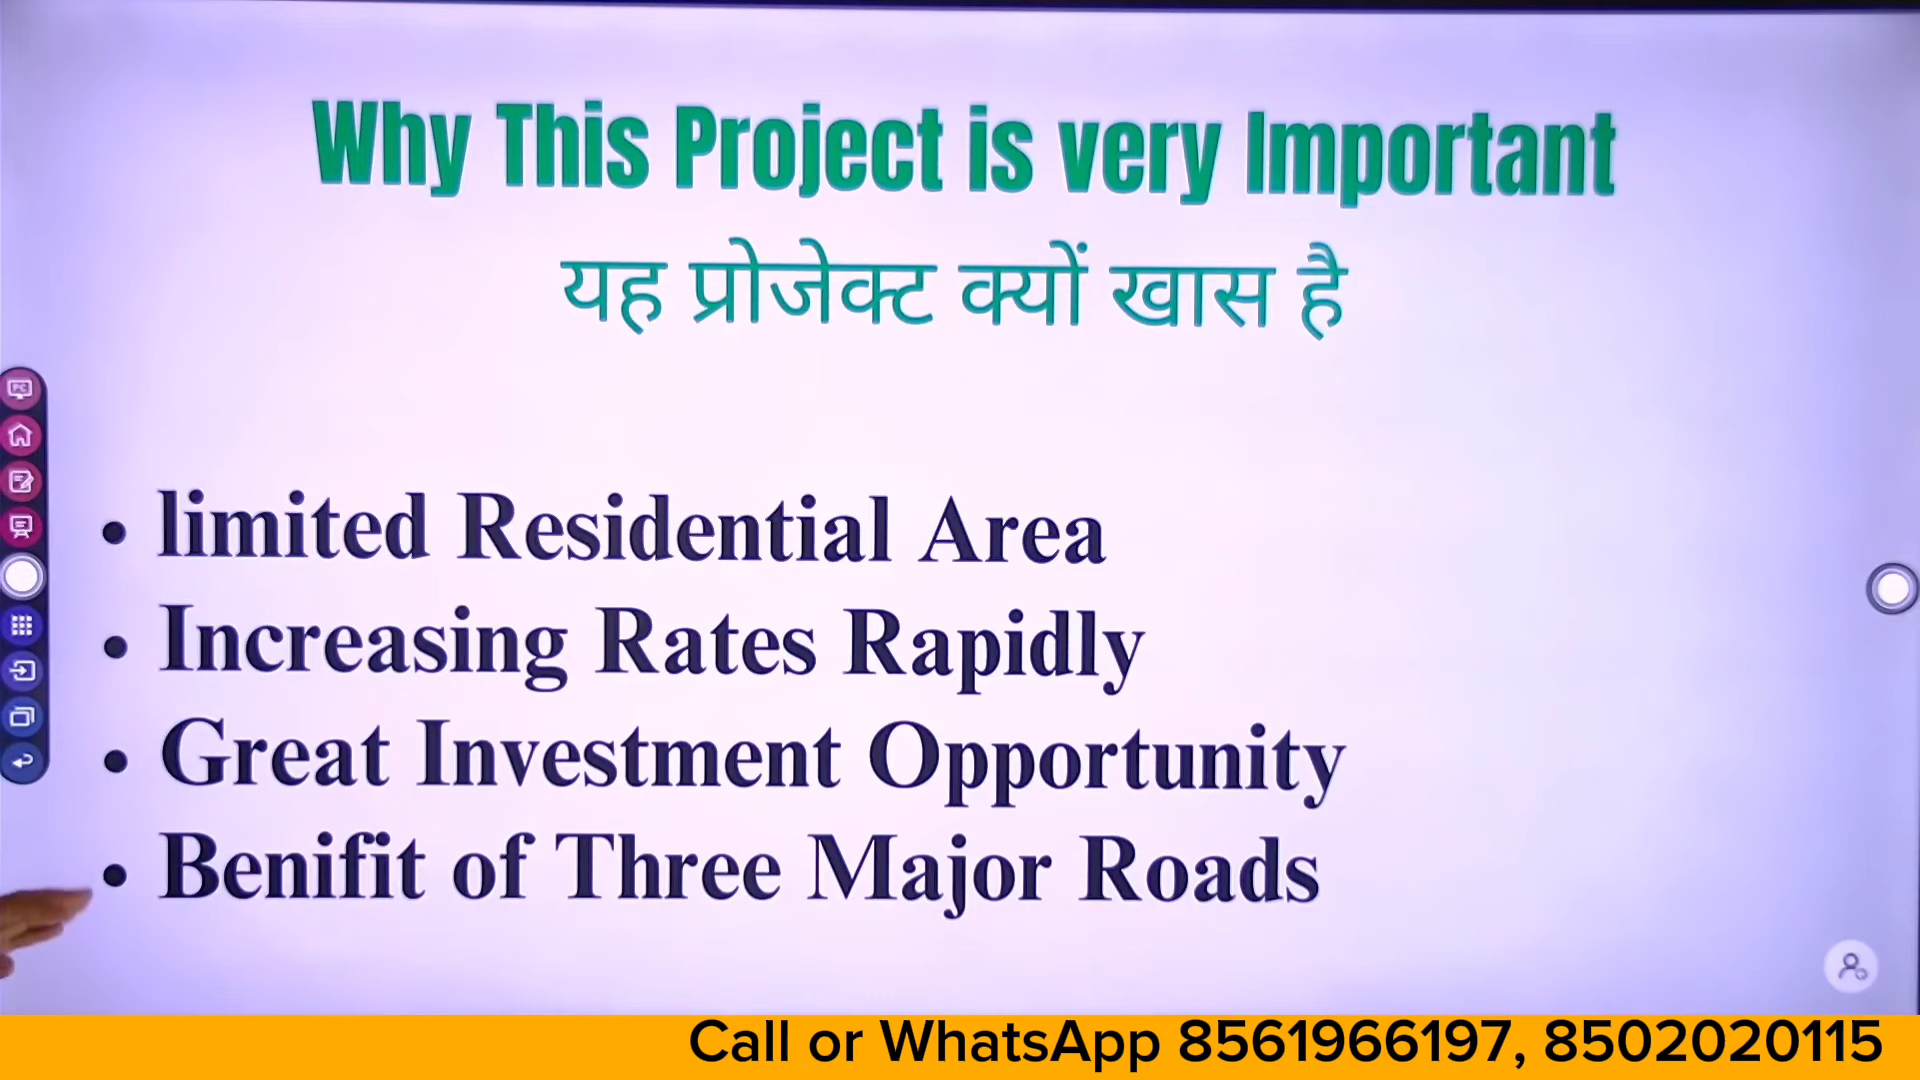 Why This Project is very Important
यह प्रोजेक्ट क्यों खास है
• limited Residential Area
• Increasing Rates Rapidly
• Great Investment Opportunity
• Benifit of Three Major Roads
PC
Call or WhatsApp 8561966197, 8502020115